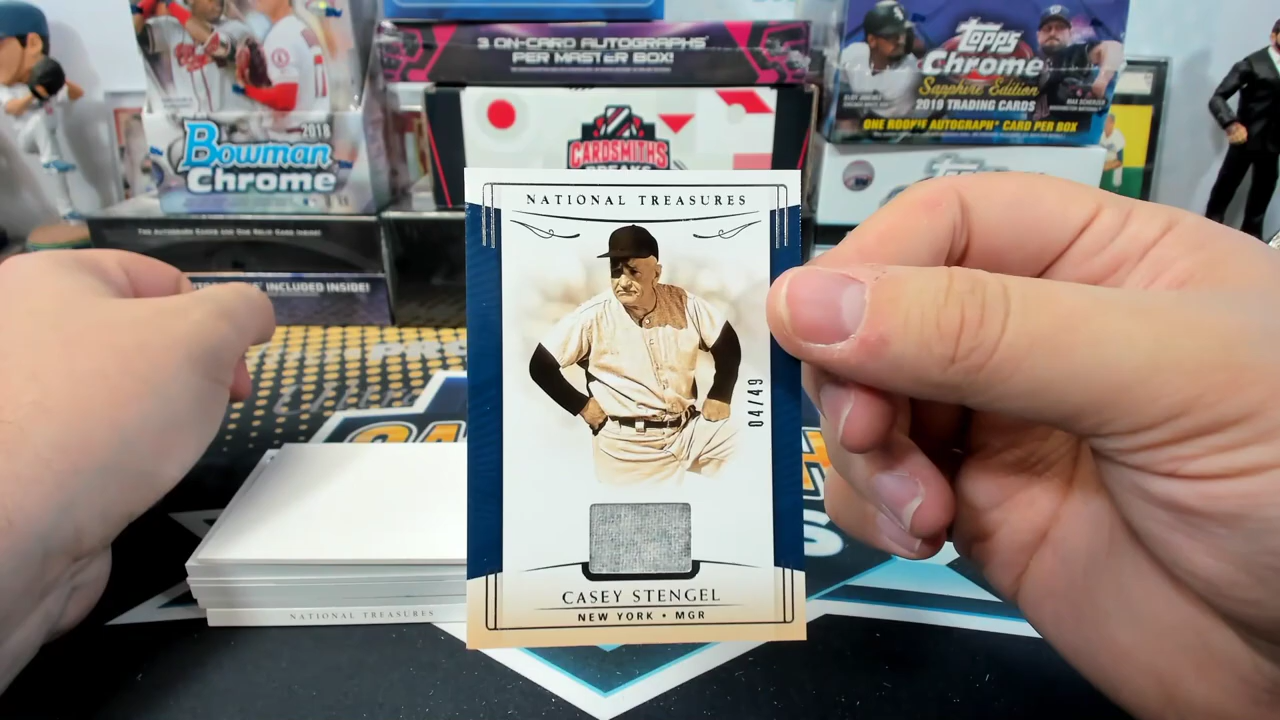 3 ON-CARD AUTOGRAPHS
PER MASTER BOX!
Topps
Chrome
Sapphire Edition
2019 TRADING CARDS
ONE ROOKIE AUTOGRAPH CARD PER BOX
2018
Bowman
Chrome
CARDSMITHS
INCLUDED INSIDE!
NATIONAL TREASURES
04/49
CASEY STENGEL
NEW YORK • MGR
NATIONAL TREASURES